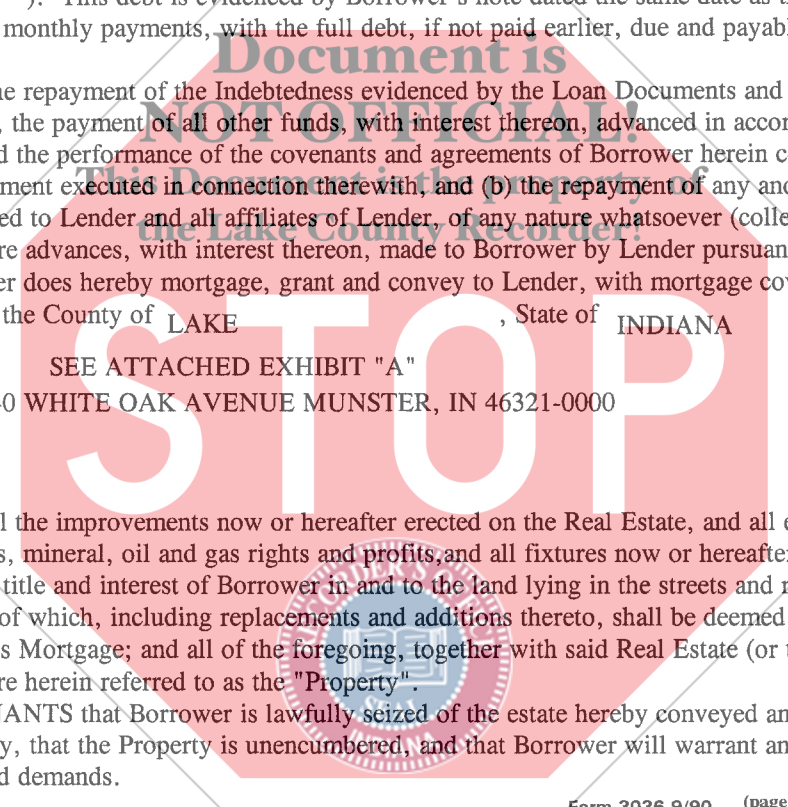 ). This debt is evidenced by Borrower's note dated the same date as
monthly payments, with the full debt, if not paid earlier, due and payabl
Document is
he repayment of the Indebtedness evidenced by the Loan Documents and
NOT OFFICIAL!
, the payment of all other funds, with interest thereon, advanced in accor
d the performance of the covenants and agreements of Borrower herein c
This Document is the property of
ment executed in connection therewith, and (b) the repayment of any and
ed to Lender and all affiliates of Lender, of any nature whatsoever (colle
the Lake County Recorder!
re advances, with interest thereon, made to Borrower by Lender pursuan
er does hereby mortgage, grant and convey to Lender, with mortgage co
the County of LAKE , State of INDIANA
SEE ATTACHED EXHIBIT "A"
0 WHITE OAK AVENUE MUNSTER, IN 46321-0000
STOP
l the improvements now or hereafter erected on the Real Estate, and all e
s, mineral, oil and gas rights and profits,and all fixtures now or hereafter
title and interest of Borrower in and to the land lying in the streets and r
of which, including replacements and additions thereto, shall be deemed
s Mortgage; and all of the foregoing, together with said Real Estate (or
re herein referred to as the "Property".
NANTS that Borrower is lawfully seized of the estate hereby conveyed an
y, that the Property is unencumbered, and that Borrower will warrant an
d demands.
SEAL
INDIANA
Form 3036 9/90 (page